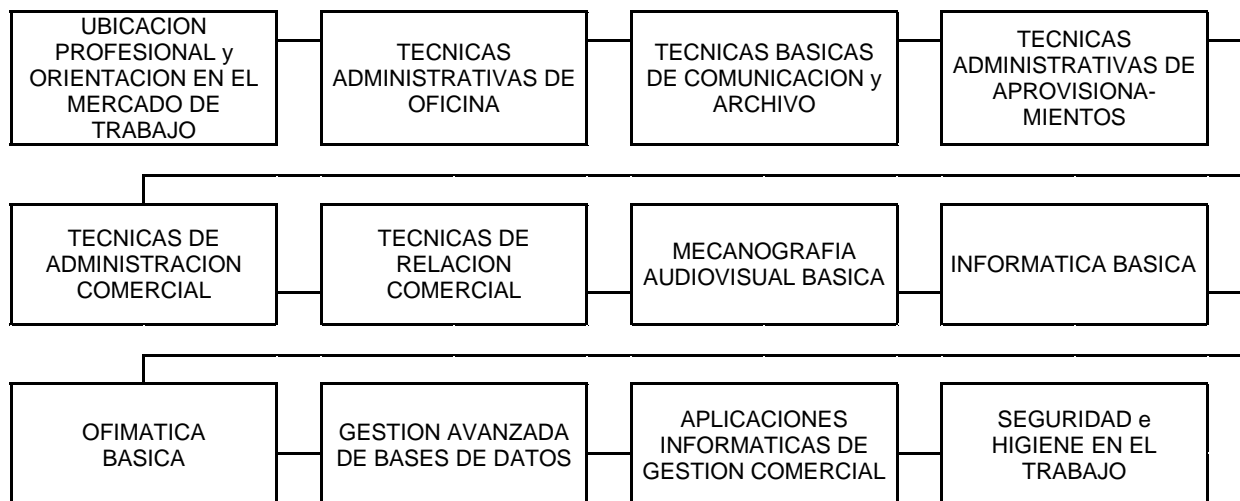 UBICACION
PROFESIONAL y
ORIENTACION EN EL
MERCADO DE
TRABAJO
TECNICAS
ADMINISTRATIVAS DE
OFICINA
TECNICAS BASICAS
DE COMUNICACION y
ARCHIVO
TECNICAS
ADMINISTRATIVAS DE
APROVISIONA-
MIENTOS
TECNICAS DE
ADMINISTRACION
COMERCIAL
TECNICAS DE
RELACION
COMERCIAL
MECANOGRAFIA
AUDIOVISUAL BASICA
INFORMATICA BASICA
OFIMATICA
BASICA
GESTION AVANZADA
DE BASES DE DATOS
APLICACIONES
INFORMATICAS DE
GESTION COMERCIAL
SEGURIDAD e
HIGIENE EN EL
TRABAJO